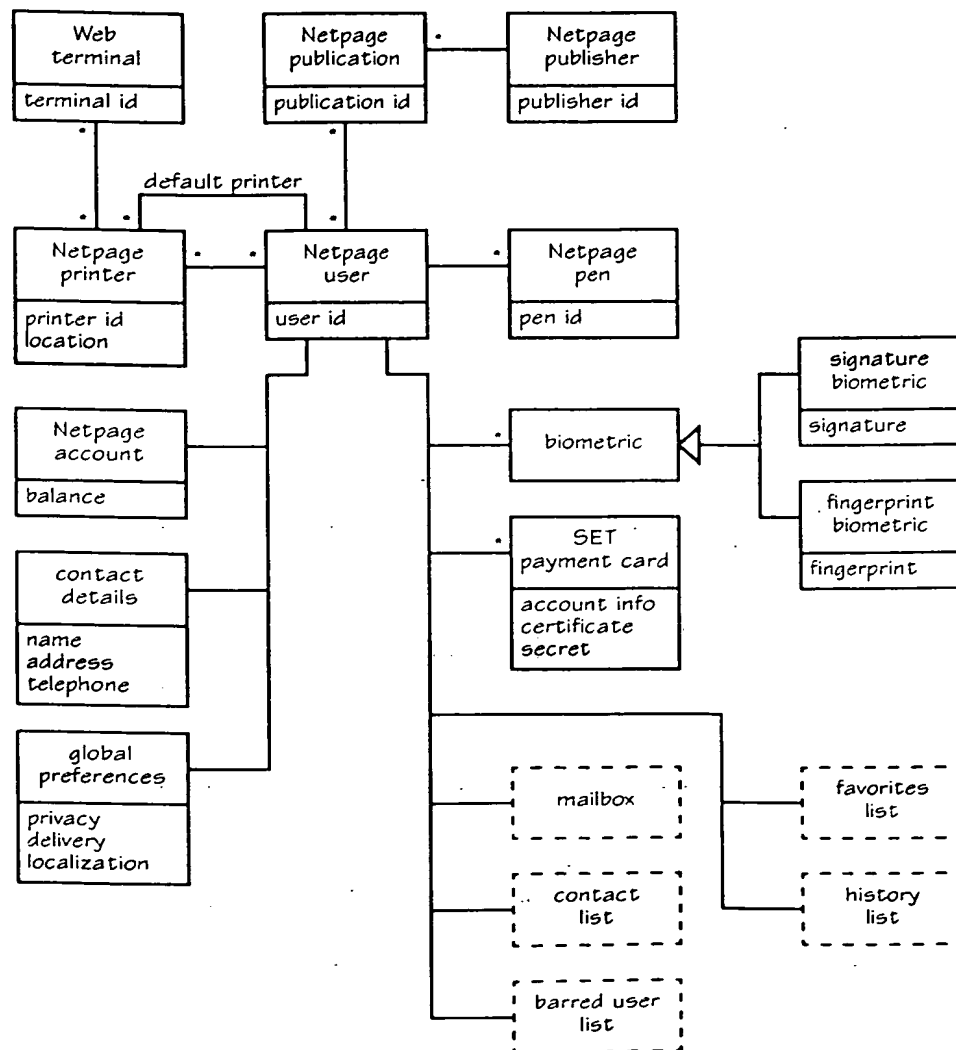 Web
terminal
terminal id
Netpage
publication
publication id
Netpage
publisher
publisher id
default printer
Netpage
printer
printer id
location
Netpage
user
user id
Netpage
pen
pen id
Netpage
account
balance
biometric
signature
biometric
signature
fingerprint
biometric
fingerprint
SET
payment card
account info
certificate
secret
contact
details
name
address
telephone
global
preferences
privacy
delivery
localization
mailbox
favorites
list
contact
list
history
list
barred user
list